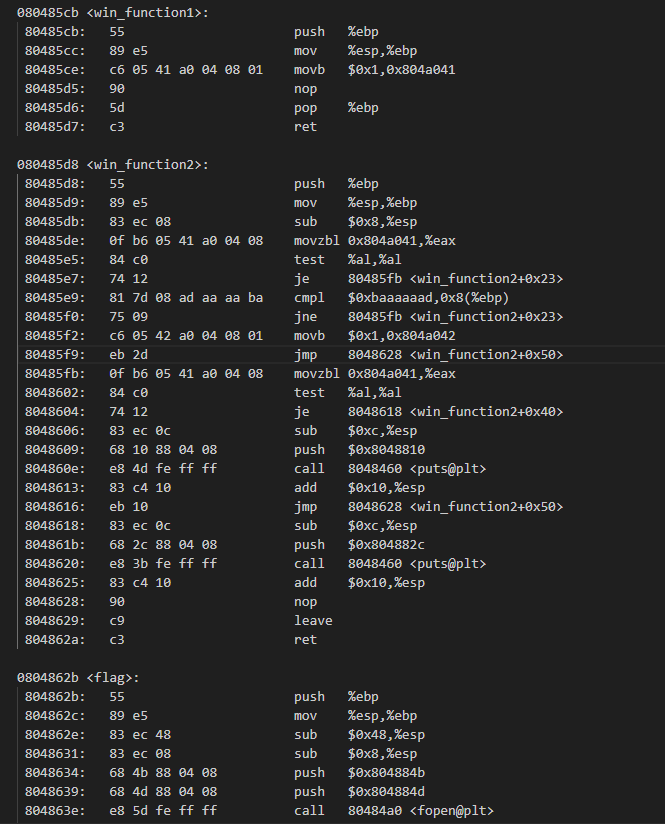 080485cb <win_function1>:
80485cb: 55 push %ebp
80485cc: 89 e5 mov %esp,%ebp
80485ce: c6 05 41 a0 04 08 01 movb $0x1,0x804a041
80485d5: 90 nop
80485d6: 5d pop %ebp
80485d7: c3 ret
080485d8 <win_function2>:
80485d8: 55 push %ebp
80485d9: 89 e5 mov %esp,%ebp
80485db: 83 ec 08 sub $0x8,%esp
80485de: 0f b6 05 41 a0 04 08 movzbl 0x804a041,%eax
80485e5: 84 c0 test %al,%al
80485e7: 74 12 je 80485fb <win_function2+0x23>
80485e9: 81 7d 08 ad aa aa ba cmpl $0xbaaaaaad,0x8(%ebp)
80485f0: 75 09 jne 80485fb <win_function2+0x23>
80485f2: c6 05 42 a0 04 08 01 movb $0x1,0x804a042
80485f9: eb 2d jmp 8048628 <win_function2+0x50>
80485fb: 0f b6 05 41 a0 04 08 movzbl 0x804a041,%eax
8048602: 84 c0 test %al,%al
8048604: 74 12 je 8048618 <win_function2+0x40>
8048606: 83 ec 0c sub $0xc,%esp
8048609: 68 10 88 04 08 push $0x8048810
804860e: e8 4d fe ff ff call 8048460 <puts@plt>
8048613: 83 c4 10 add $0x10,%esp
8048616: eb 10 jmp 8048628 <win_function2+0x50>
8048618: 83 ec 0c sub $0xc,%esp
804861b: 68 2c 88 04 08 push $0x804882c
8048620: e8 3b fe ff ff call 8048460 <puts@plt>
8048625: 83 c4 10 add $0x10,%esp
8048628: 90 nop
8048629: c9 leave
804862a: c3 ret
0804862b <flag>:
804862b: 55 push %ebp
804862c: 89 e5 mov %esp,%ebp
804862e: 83 ec 48 sub $0x48,%esp
8048631: 83 ec 08 sub $0x8,%esp
8048634: 68 4b 88 04 08 push $0x804884b
8048639: 68 4d 88 04 08 push $0x804884d
804863e: e8 5d fe ff ff call 80484a0 <fopen@plt>